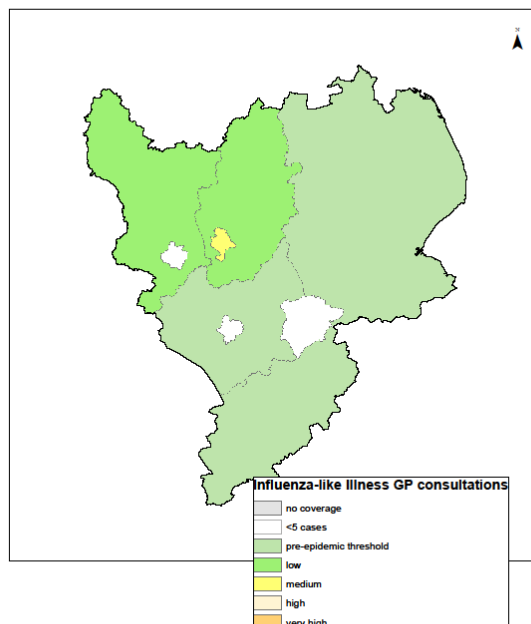 Influenza-like Illness GP consultations
no coverage
<5 cases
pre-epidemic threshold
low
medium
high
very high